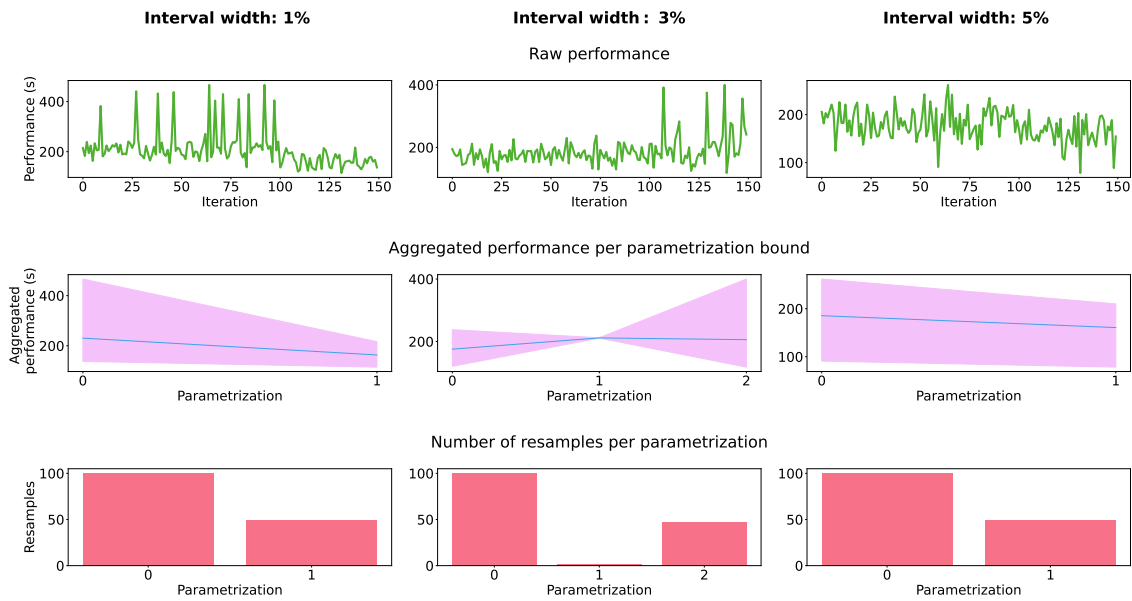 Interval width: 1%
Interval width: 3%
Interval width: 5%
Raw performance
Performance (s)
400
200
0 25 50 75 100 125 150
Iteration
400
200
0 25 50 75 100 125 150
Iteration
200
100
0 25 50 75 100 125 150
Iteration
Aggregated performance per parametrization bound
Aggregated
performance (s)
400
200
0 1
Parametrization
400
200
0 1 2
Parametrization
200
100
0 1
Parametrization
Number of resamples per parametrization
Resamples
100
50
0
0 1
Parametrization
100
50
0
0 1 2
Parametrization
100
50
0
0 1
Parametrization